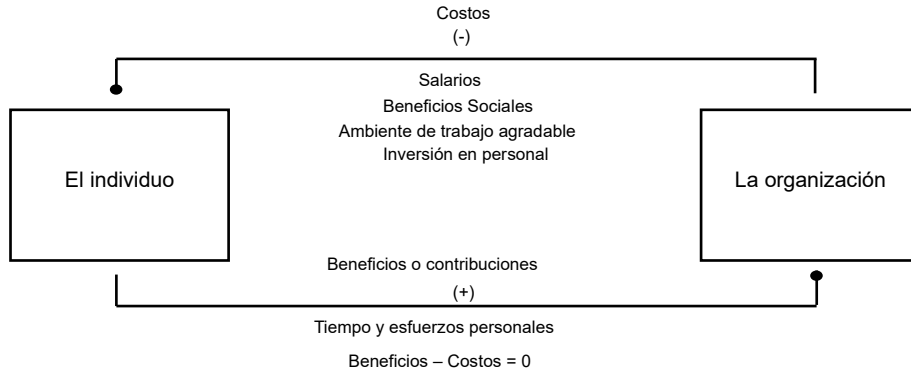 Costos
(-)
Salarios
Beneficios Sociales
Ambiente de trabajo agradable
Inversión en personal
El individuo
La organización
Beneficios o contribuciones
(+)
Tiempo y esfuerzos personales
Beneficios – Costos = 0